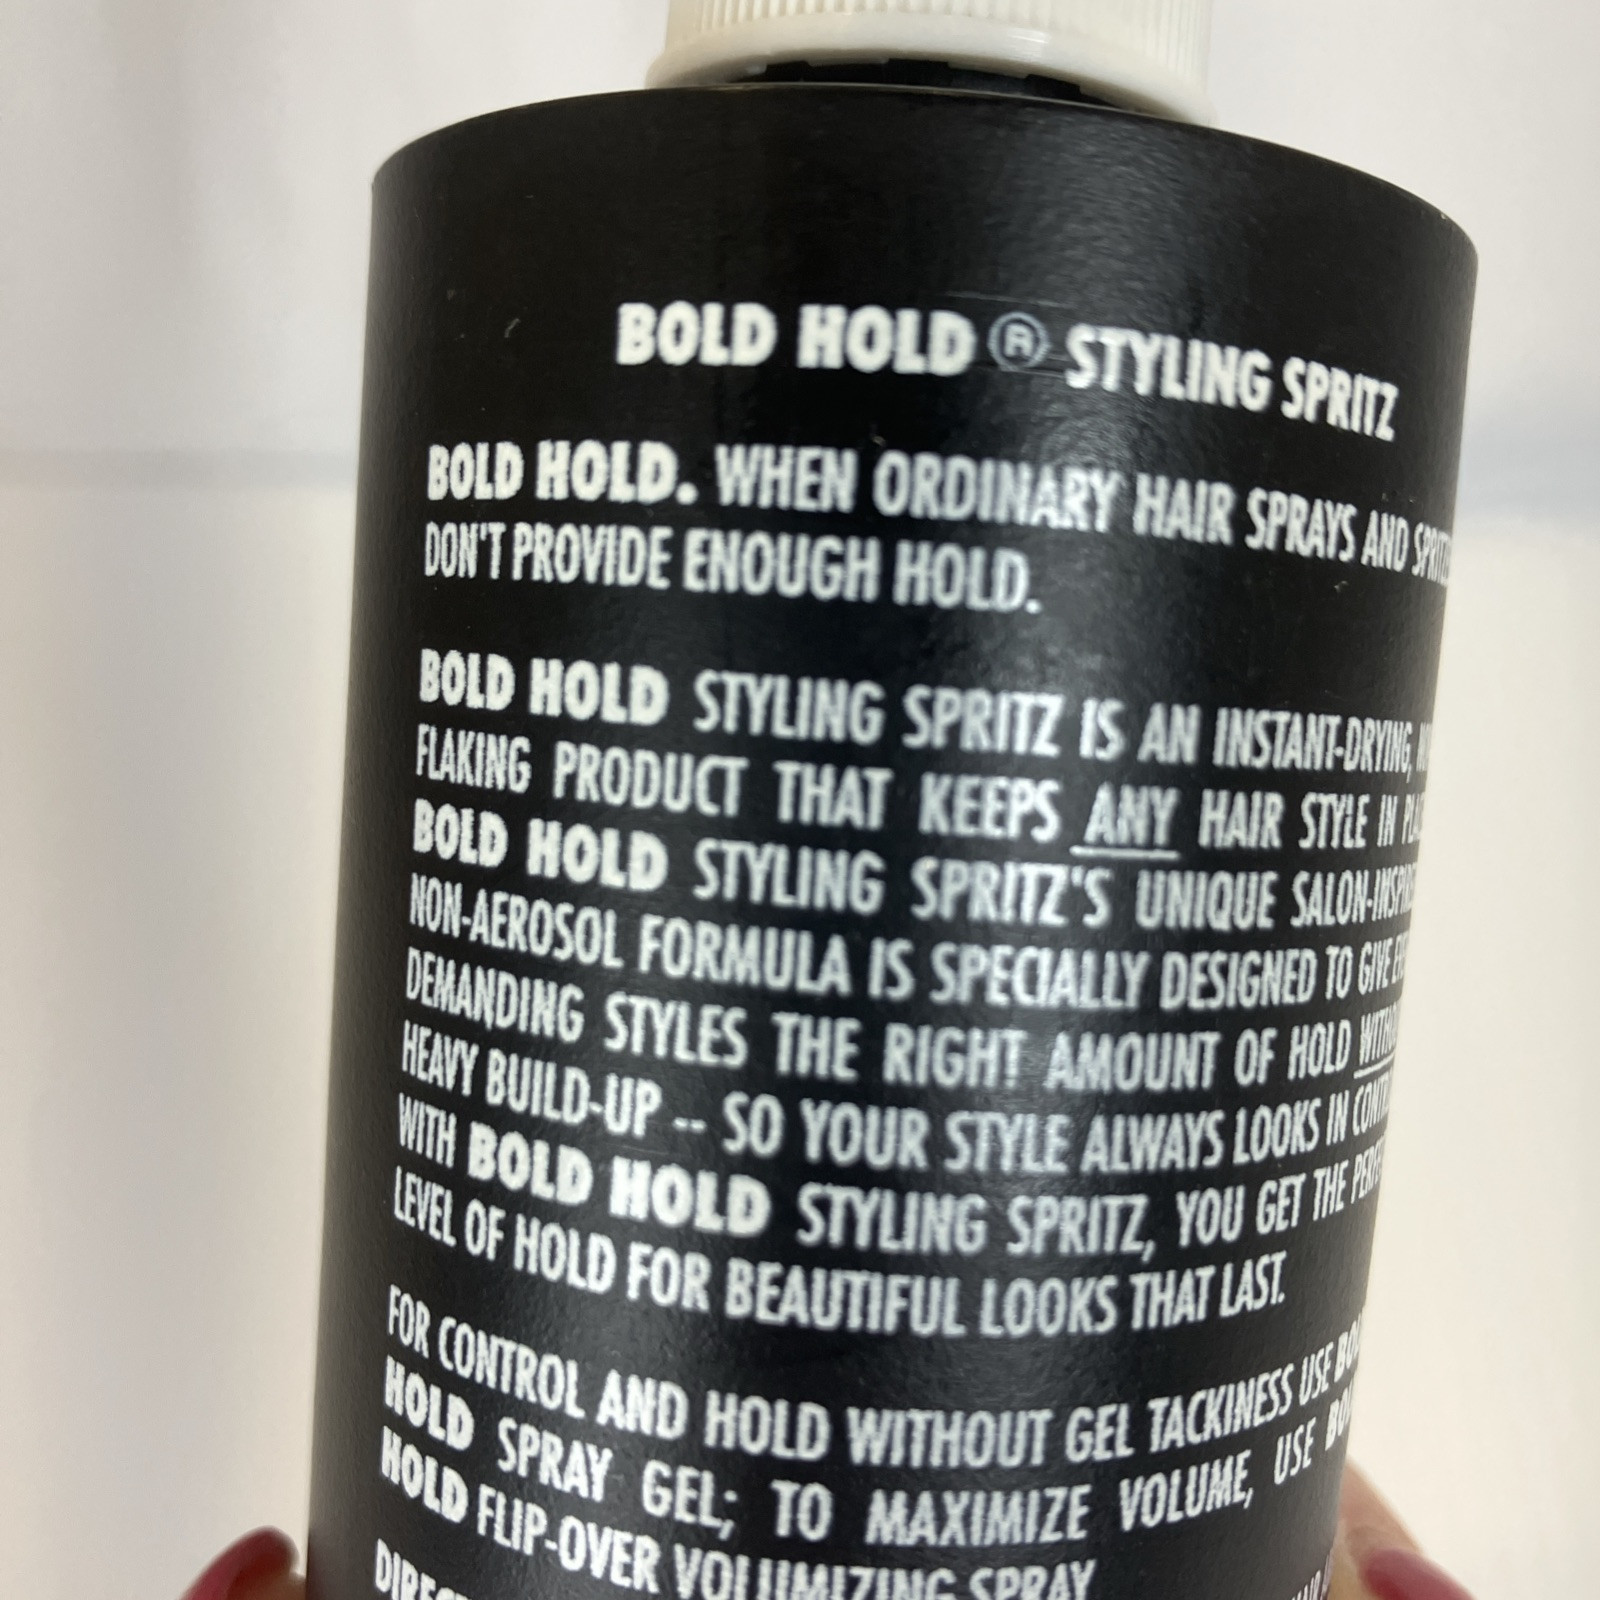 BOLD HOLD ® STYLING SPRITZ
BOLD HOLD. WHEN ORDINARY HAIR SPRAYS AND
DON'T PROVIDE ENOUGH HOLD.
BOLD HOLD STYLING SPRITZ IS AN INSTANT-DRYING,
FLAKING PRODUCT THAT KEEPS ANY HAIR STYLE IN
BOLD HOLD STYLING SPRITZ'S UNIQUE
NON-AEROSOL FORMULA IS SPECIALLY DESIGNED TO GIVE
DEMANDING STYLES THE RIGHT AMOUNT OF HOLD
HEAVY BUILD-UP -- SO YOUR STYLE ALWAYS LOOKS IN
WITH BOLD HOLD STYLING SPRITZ, YOU GET THE
LEVEL OF HOLD FOR BEAUTIFUL LOOKS THAT LAST.
FOR CONTROL AND HOLD WITHOUT GEL TACKINESS USE
HOLD SPRAY GEL; TO MAXIMIZE VOLUME, USE
HOLD FLIP-OVER VOLUMIZING SPRAY